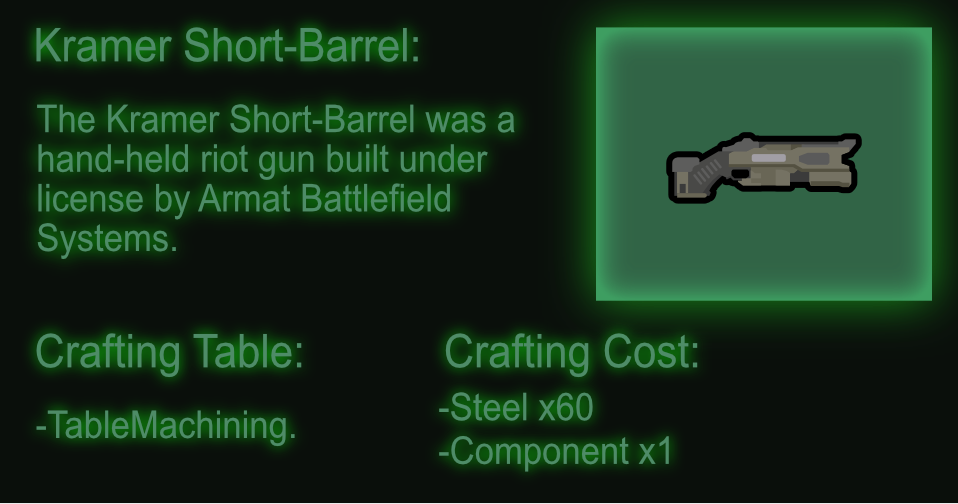 Kramer Short-Barrel:
The Kramer Short-Barrel was a
hand-held riot gun built under
license by Armat Battlefield
Systems.
Crafting Table:
-TableMachining.
Crafting Cost:
-Steel x60
-Component x1